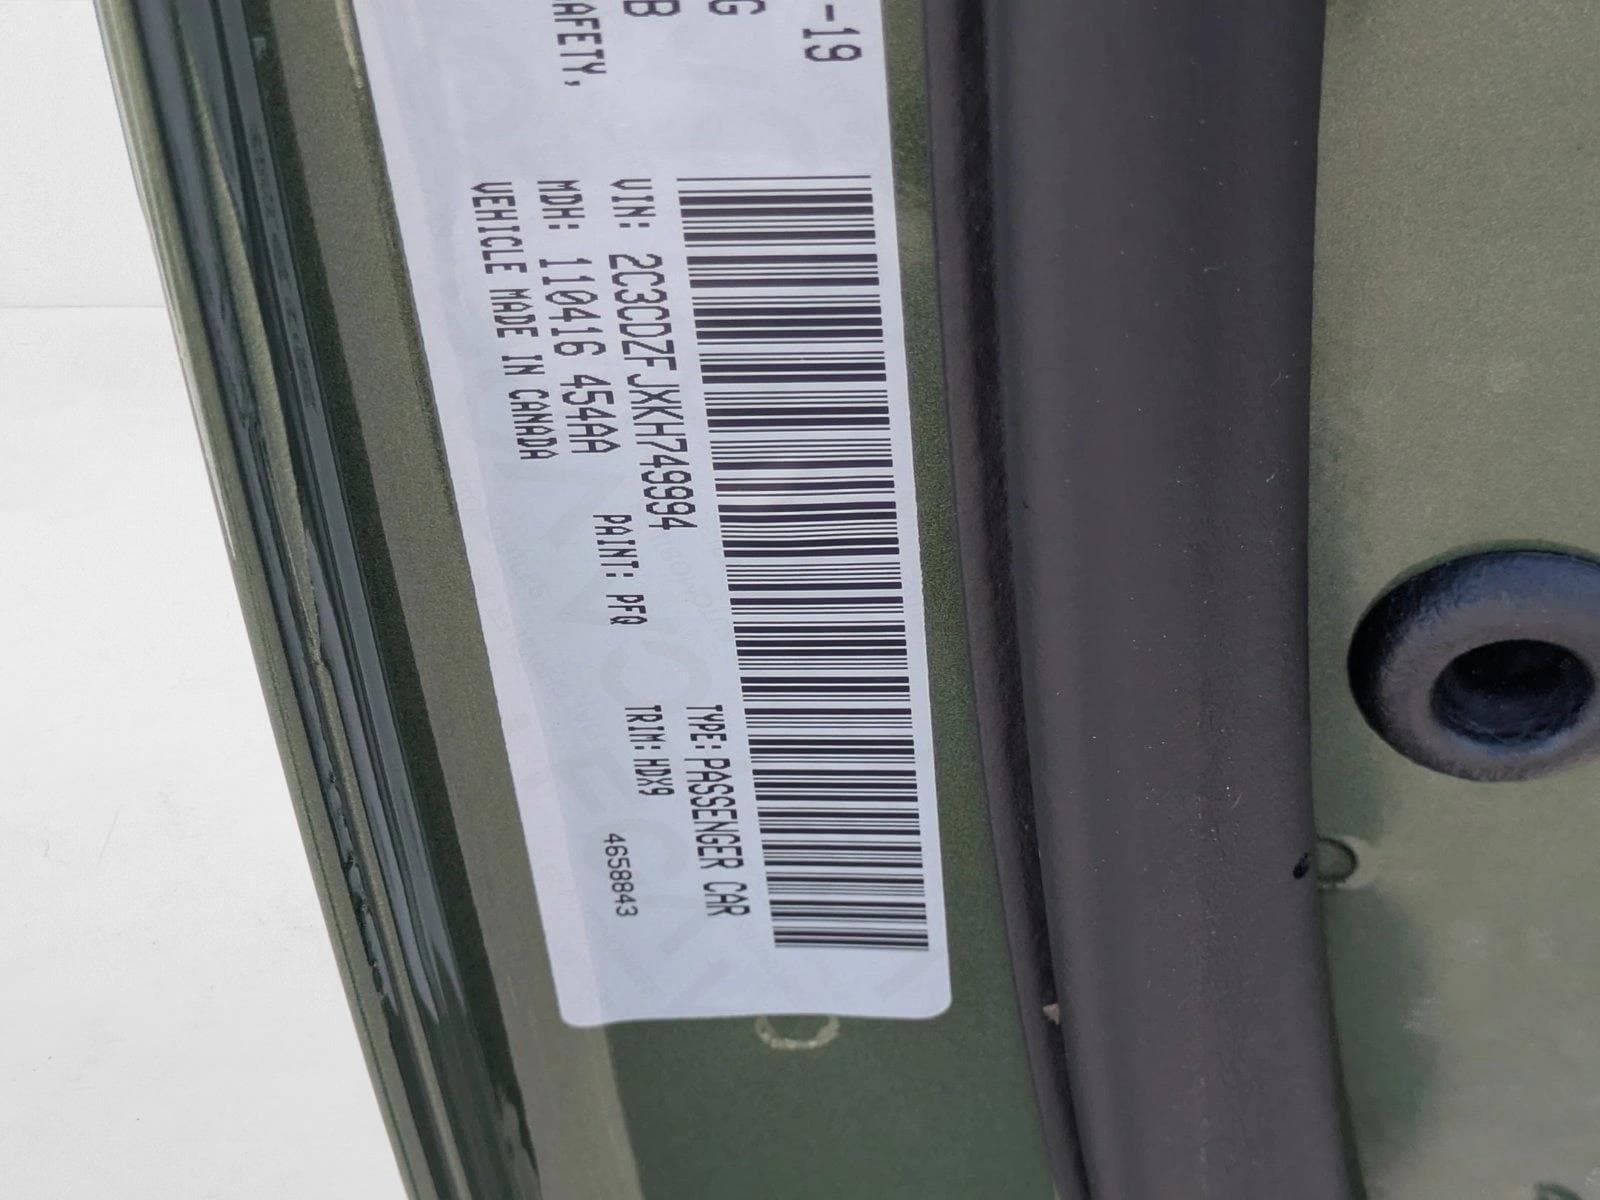 -19
G
B
AFETY,
VIN: 2C3CDZFJXKH749994 TYPE: PASSENGER CAR
MDH: 110416 454AA PAINT: PFQ TRIM: HDX9
VEHICLE MADE IN CANADA 4658843